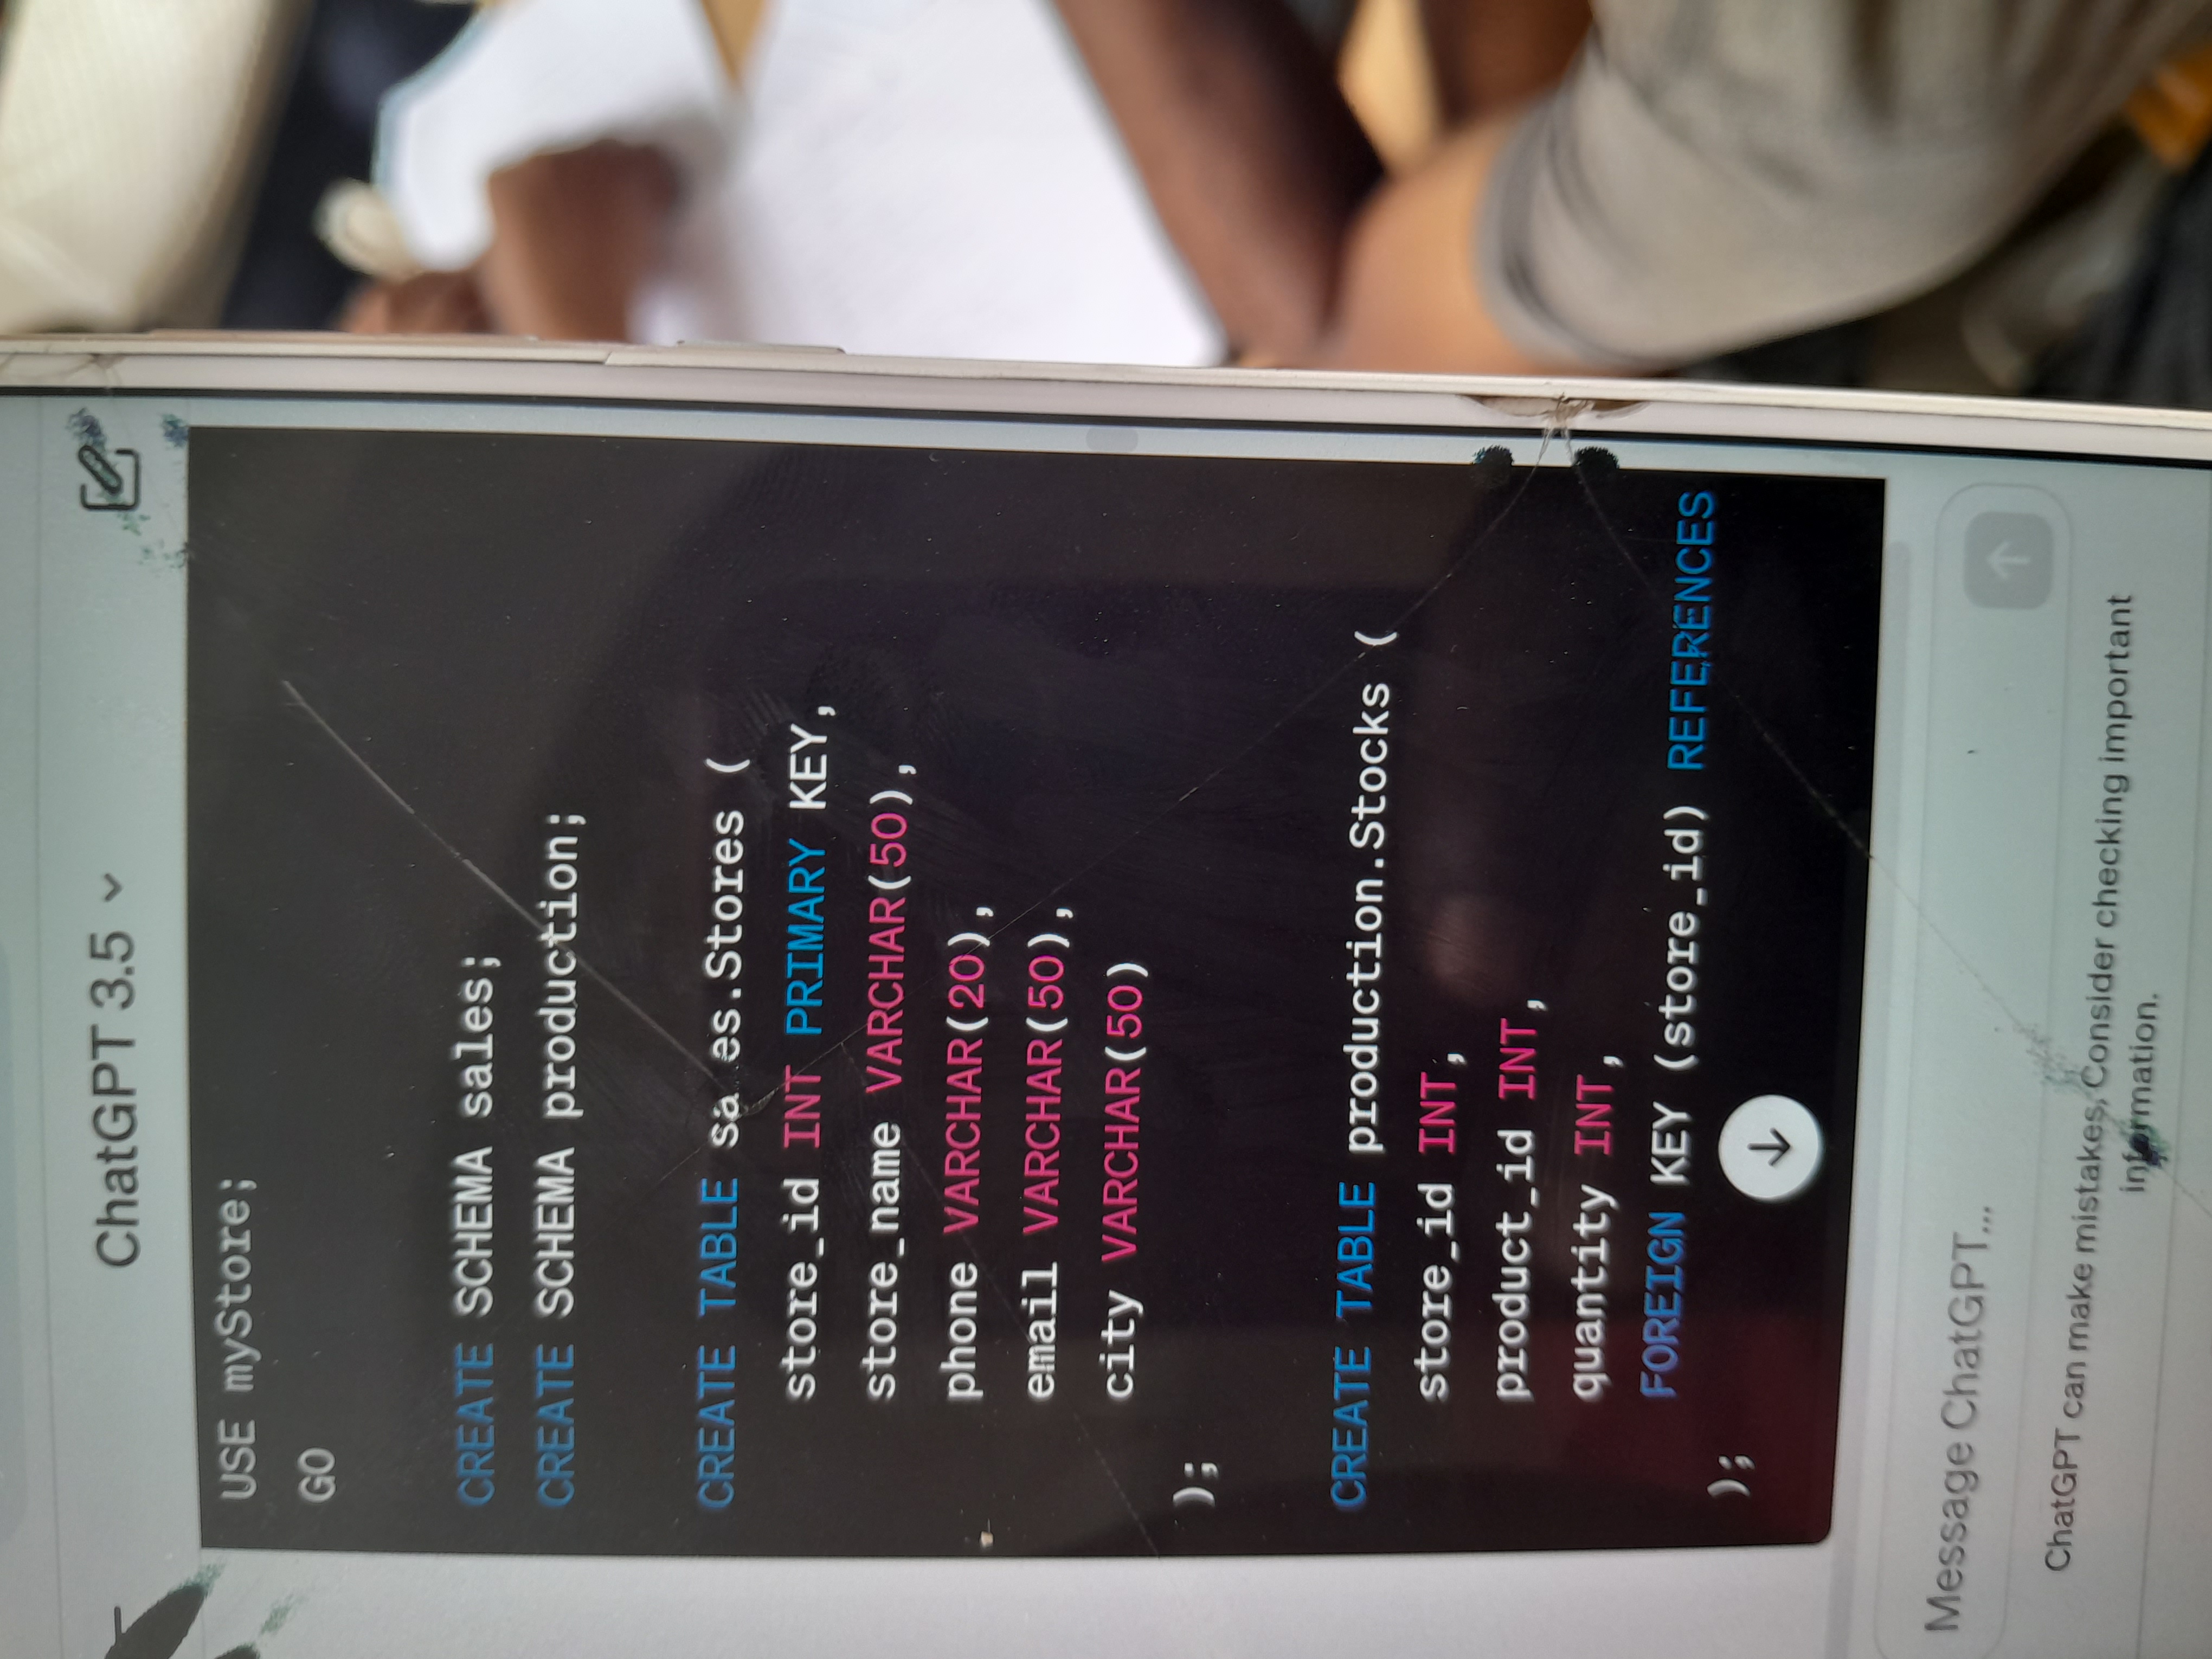 ChatGPT 3.5
USE myStore;
GO
CREATE SCHEMA sales;
CREATE SCHEMA production;
CREATE TABLE sa es.Stores (
store_id INT PRIMARY KEY,
store_name VARCHAR(50),
phone VARCHAR(20),
email VARCHAR(50),
city VARCHAR(50)
);
CREATE TABLE production.Stocks (
store_id INT,
product_id INT,
quantity INT,
FOREIGN KEY (store_id) REFERENCES
);
Message ChatGPT...
ChatGPT can make mistakes. Consider checking important
information.